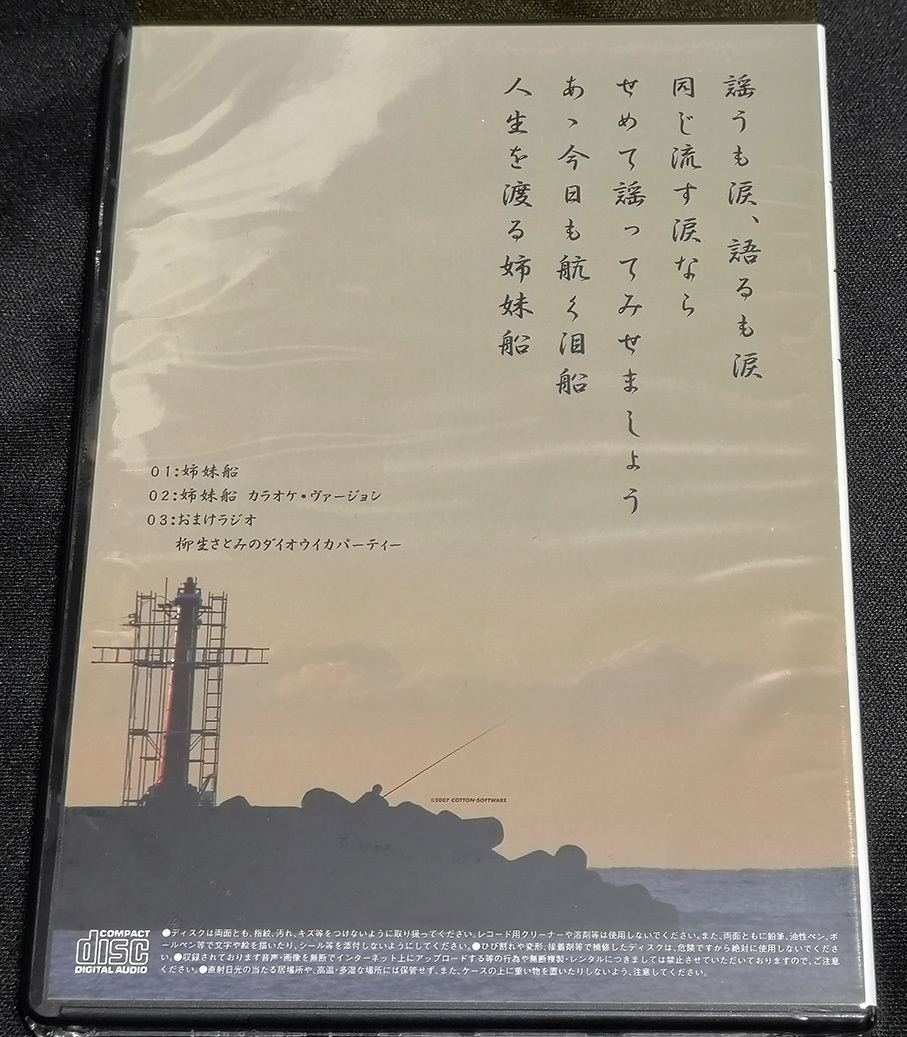 謡うも涙、語るも涙
同じ流す涙なら
せめて謡ってみせましょう
あゝ今日も航く泪船
人生を渡る姉妹船
01:姉妹船
02:姉妹船 カラオケ・ヴァージョン
03:おまけラジオ
柳生さとみのダイオウイカパーティー
©2007 COTTON-SOFTWARE
COMPACT
disc
DIGITAL AUDIO
●ディスクは両面とも、指紋、汚れ、キズ等をつけないように取り扱ってください。レコード用クリーナーや溶剤等は使用しないでください。また、両面ともに鉛筆、油性ペン、ボ
ールペン等で文字や絵を描いたり、シール等を添付しないようにしてください。●ひび割れや変形、接着剤等で補修したディスクは、危険ですから絶対に使用しないでくださ
い。●収録されております音声・画像を無断でインターネット上にアップロードする等の行為や無断複製・レンタルにつきましては禁止させていただいておりますので、ご注意
ください。●直射日光の当たる居場所や、高温・多湿な場所には保管せず、また、ケースの上に重い物を置いたりしないよう、注意してください。